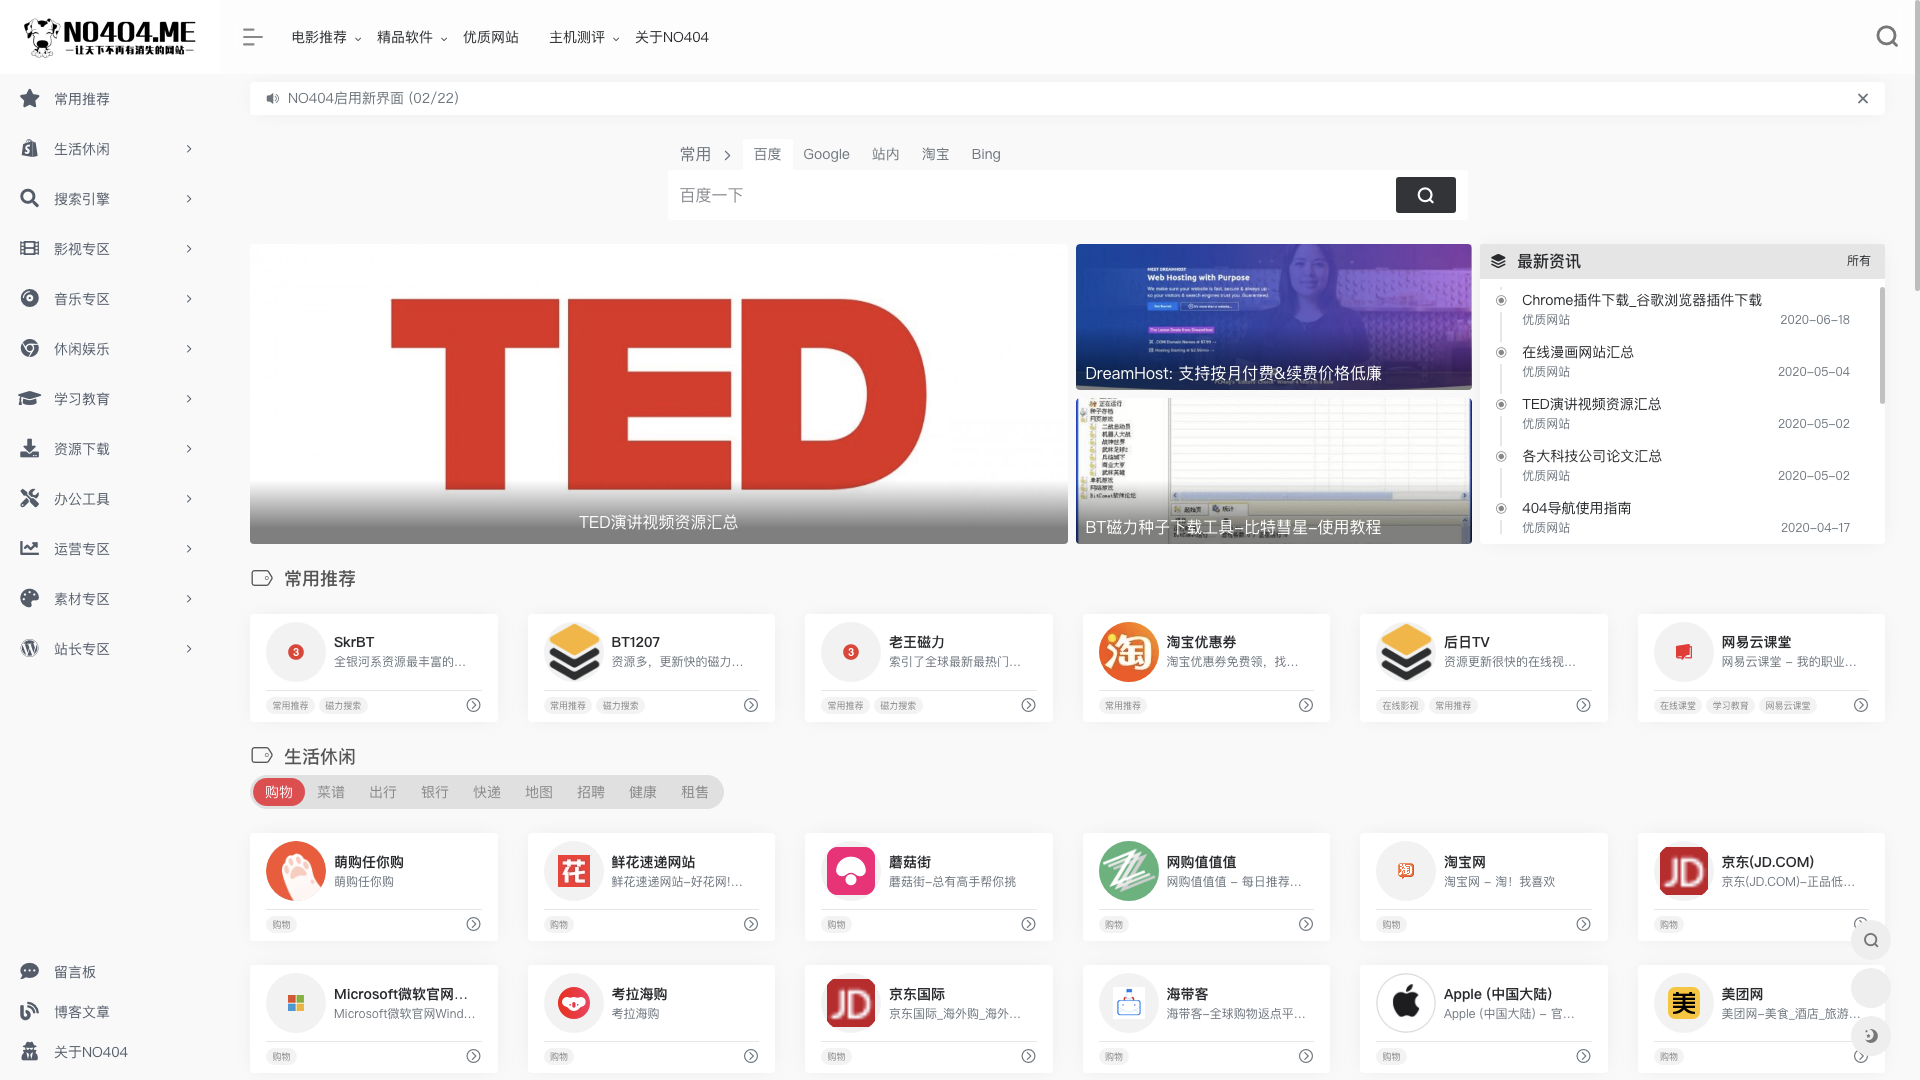 NO404.ME
让天下不再有消失的网站
电影推荐
精品软件
优质网站
主机测评
关于NO404
常用推荐
生活休闲
搜索引擎
影视专区
音乐专区
休闲娱乐
学习教育
资源下载
办公工具
运营专区
素材专区
站长专区
留言板
博客文章
关于NO404
NO404启用新界面 (02/22)
常用
百度
Google
站内
淘宝
Bing
百度一下
TED
TED演讲视频资源汇总
MEET DREAMHOST
Web Hosting with Purpose
DreamHost: 支持按月付费&续费价格低廉
BT磁力种子下载工具–比特彗星–使用教程
最新资讯
所有
Chrome插件下载_谷歌浏览器插件下载
优质网站
2020-06-18
在线漫画网站汇总
优质网站
2020-05-04
TED演讲视频资源汇总
优质网站
2020-05-02
各大科技公司论文汇总
优质网站
2020-05-02
404导航使用指南
优质网站
2020-04-17
常用推荐
3
SkrBT
全银河系资源最丰富的...
常用推荐
磁力搜索
BT1207
资源多，更新快的磁力...
常用推荐
磁力搜索
3
老王磁力
索引了全球最新最热门...
常用推荐
磁力搜索
淘
淘宝优惠券
淘宝优惠券免费领，找...
常用推荐
后日TV
资源更新很快的在线视...
在线影视
常用推荐
网易云课堂
网易云课堂 – 我的职业...
在线课堂
学习教育
网易云课堂
生活休闲
购物
菜谱
出行
银行
快递
地图
招聘
健康
租售
萌购任你购
萌购任你购
购物
花
鲜花速递网站
鲜花速递网站–好花网!...
购物
蘑菇街
蘑菇街–总有高手帮你挑
购物
网购值值值
网购值值值 – 每日推荐...
购物
淘
淘宝网
淘宝网 – 淘！我喜欢
购物
JD
京东(JD.COM)
京东(JD.COM)–正品低...
购物
Microsoft微软官网...
Microsoft微软官网Wind...
购物
考拉海购
考拉海购
购物
JD
京东国际
京东国际_海外购_海外...
购物
海带客
海带客–全球购物返点平...
购物
Apple (中国大陆)
Apple (中国大陆) – 官...
购物
美
美团网
美团网–美食_酒店_旅游...
购物